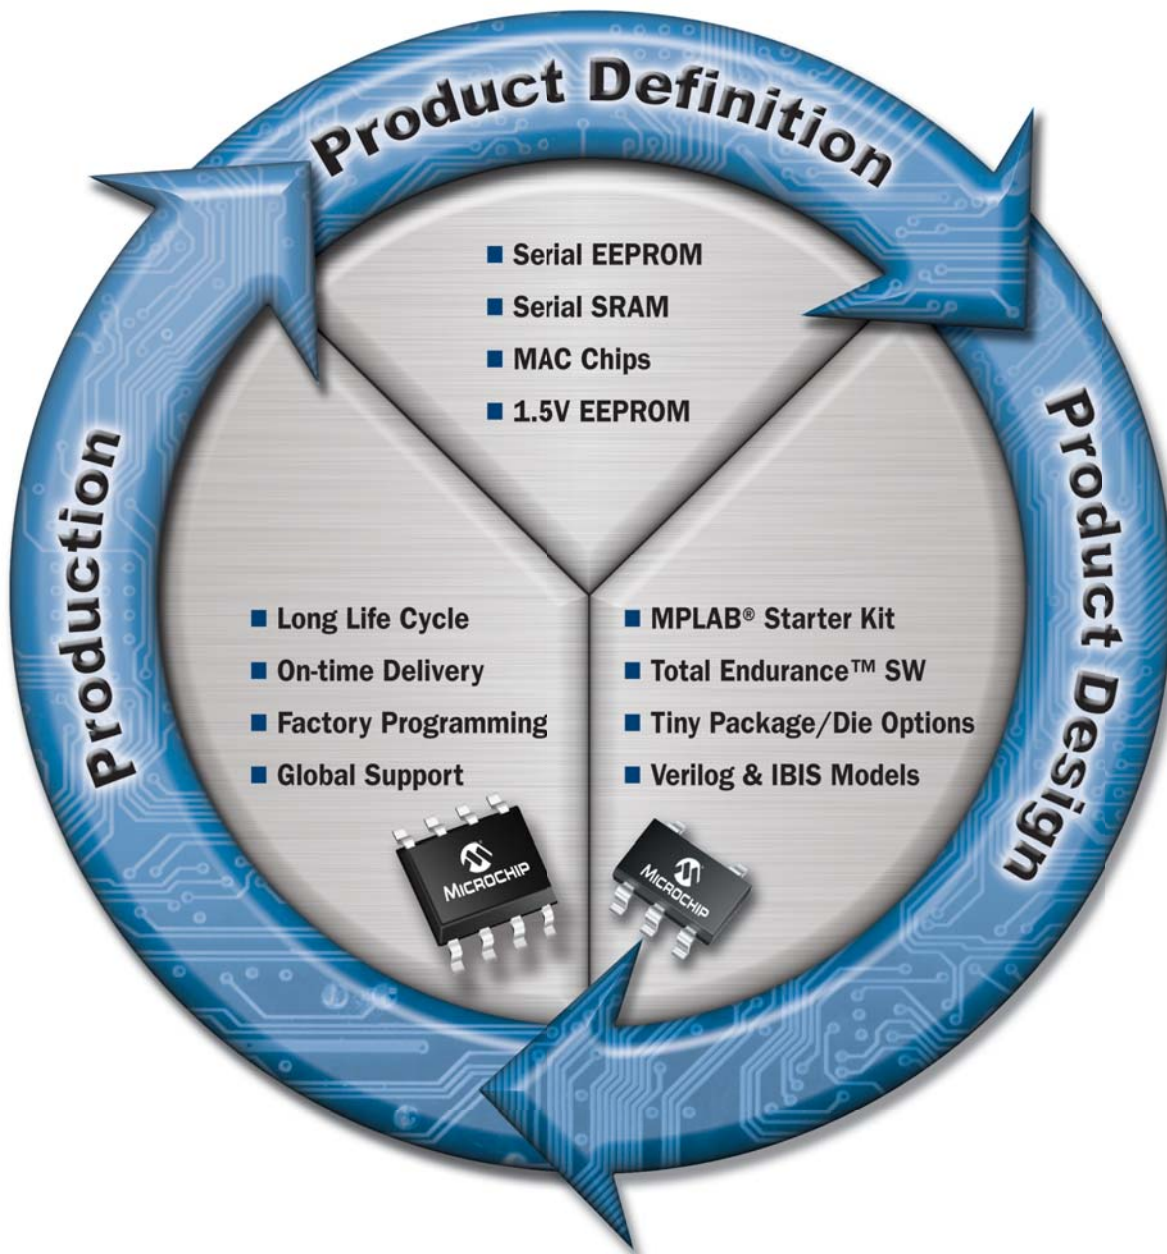 Product Definition
Serial EEPROM
Serial SRAM
MAC Chips
1.5V EEPROM
Product Design
MPLAB® Starter Kit
Total Endurance™ SW
Tiny Package/Die Options
Verilog & IBIS Models
Production
Long Life Cycle
On-time Delivery
Factory Programming
Global Support
MICROCHIP
MICROCHIP